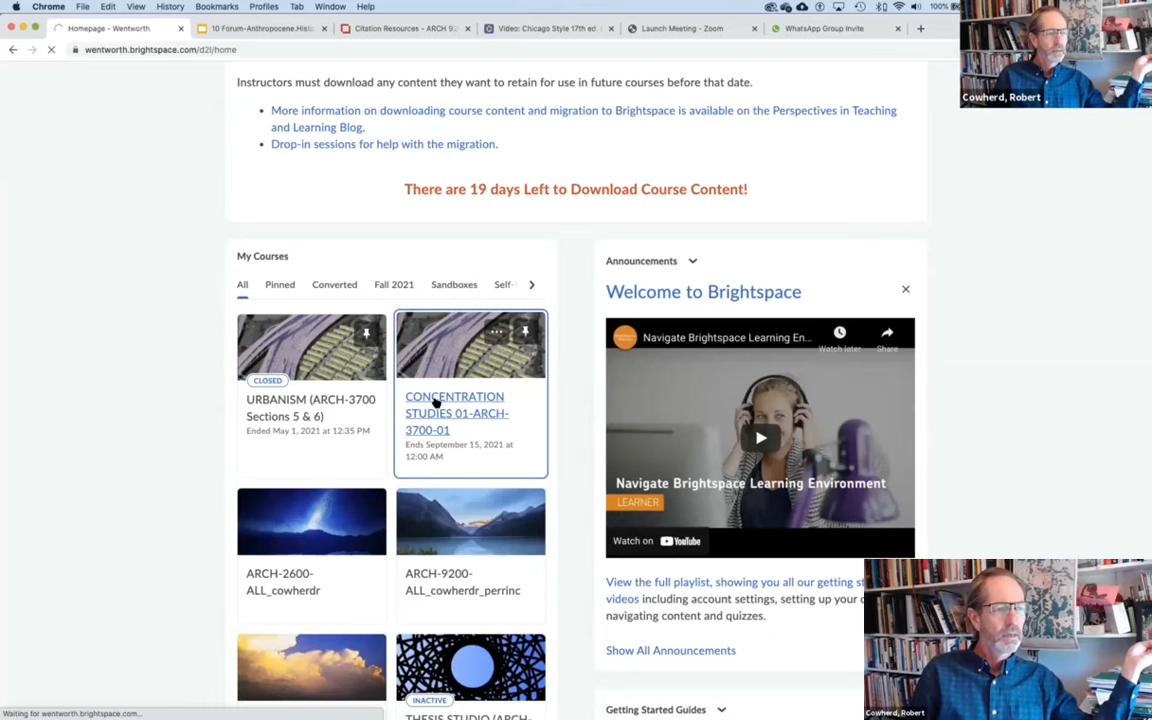 Chrome File Edit View History Bookmarks Profiles Tab Window Help 100%
Homepage - Wentworth
10 Forum-Anthropocene.Hist
Citation Resources - ARCH 92
Video: Chicago Style 17th ed.
Launch Meeting - Zoom
WhatsApp Group Invite
wentworth.brightspace.com/d2l/home
Cowherd, Robert
Instructors must download any content they want to retain for use in future courses before that date.
More information on downloading course content and migration to Brightspace is available on the Perspectives in Teaching
and Learning Blog.
Drop-in sessions for help with the migration.
There are 19 days Left to Download Course Content!
My Courses
All Pinned Converted Fall 2021 Sandboxes Self-
CLOSED
URBANISM (ARCH-3700
Sections 5 & 6)
Ended May 1, 2021 at 12:35 PM
CONCENTRATION
STUDIES 01-ARCH-
3700-01
Ends September 15, 2021 at
12:00 AM
ARCH-2600-
ALL_cowherdr
ARCH-9200-
ALL_cowherdr_perrinc
INACTIVE
THESIS STUDIO (ARCH-
Announcements
Welcome to Brightspace
Navigate Brightspace Learning En...
Watch later
Share
Navigate Brightspace Learning Environment
LEARNER
Watch on YouTube
View the full playlist, showing you all our getting st
videos including account settings, setting up your
navigating content and quizzes.
Show All Announcements
Getting Started Guides
Cowherd, Robert
Waiting for wentworth.brightspace.com...